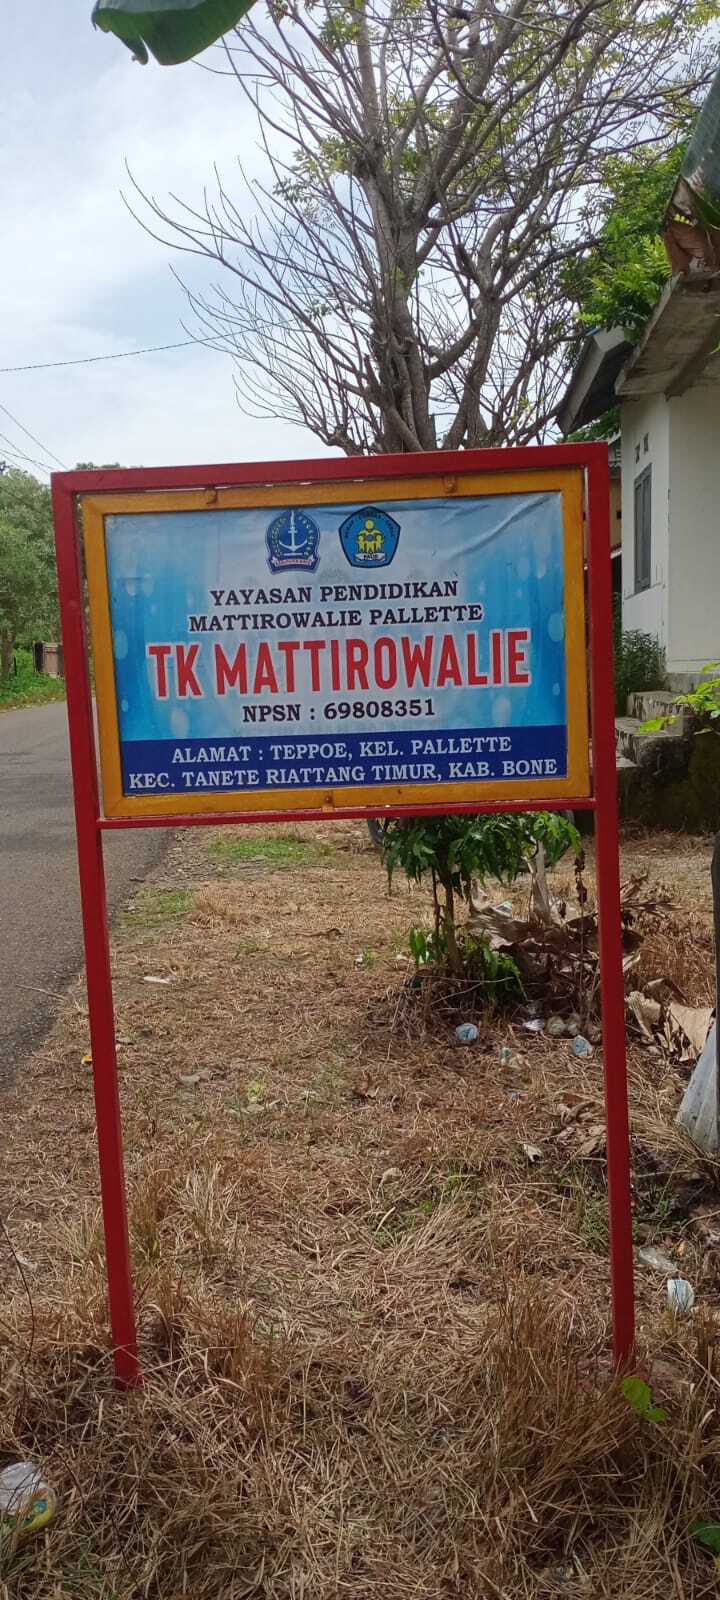 YAYASAN PENDIDIKAN
MATTIROWALIE PALLETTE
TK MATTIROWALIE
NPSN : 69808351
ALAMAT : TEPPOE, KEL. PALLETTE
KEC. TANETE RIATTANG TIMUR, KAB. BONE